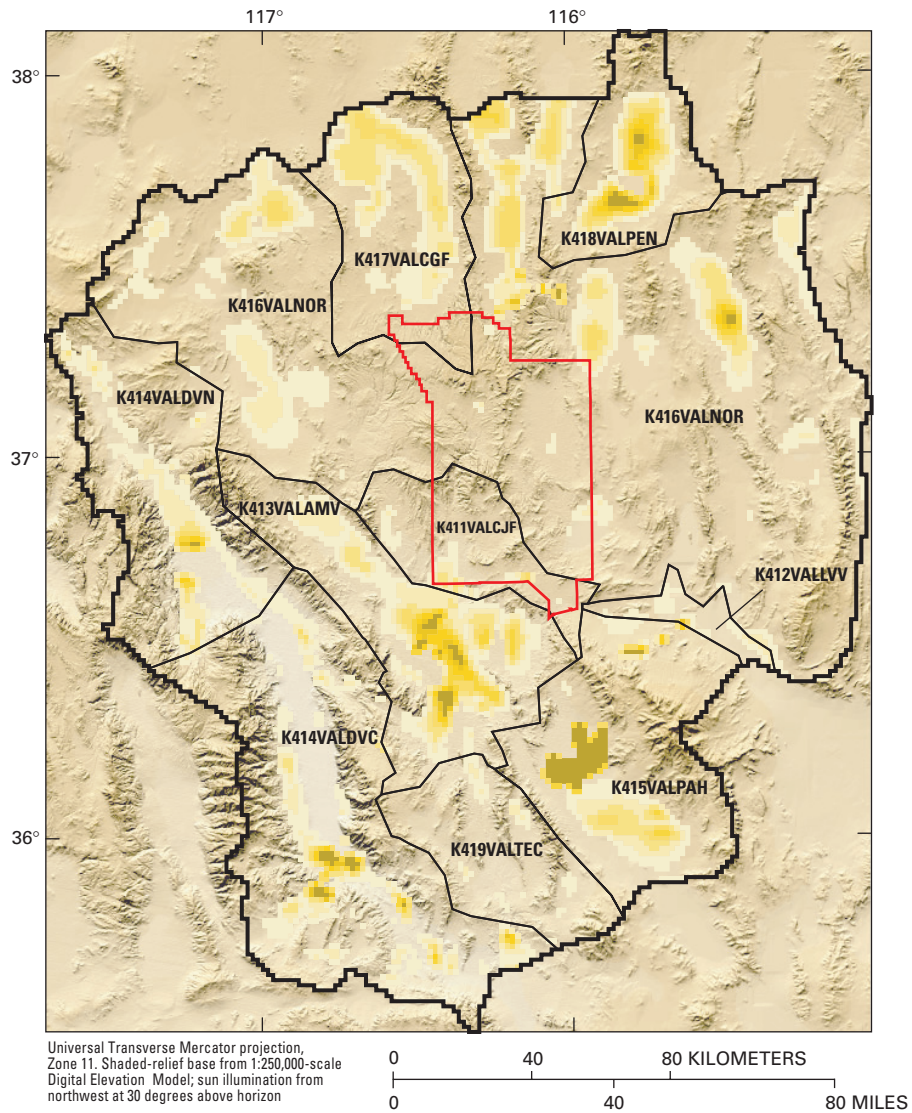 117°
116°
38°
K418VALPEN
K417VALCGF
K416VALNOR
K414VALDVN
K416VALNOR
37°
K413VALAMV
K411VALCJF
K412VALLVV
K414VALDVC
K415VALPAH
36°
K419VALTEC
Universal Transverse Mercator projection,
Zone 11. Shaded-relief base from 1:250,000-scale
Digital Elevation Model; sun illumination from
northwest at 30 degrees above horizon
0 40 80 KILOMETERS
0 40 80 MILES